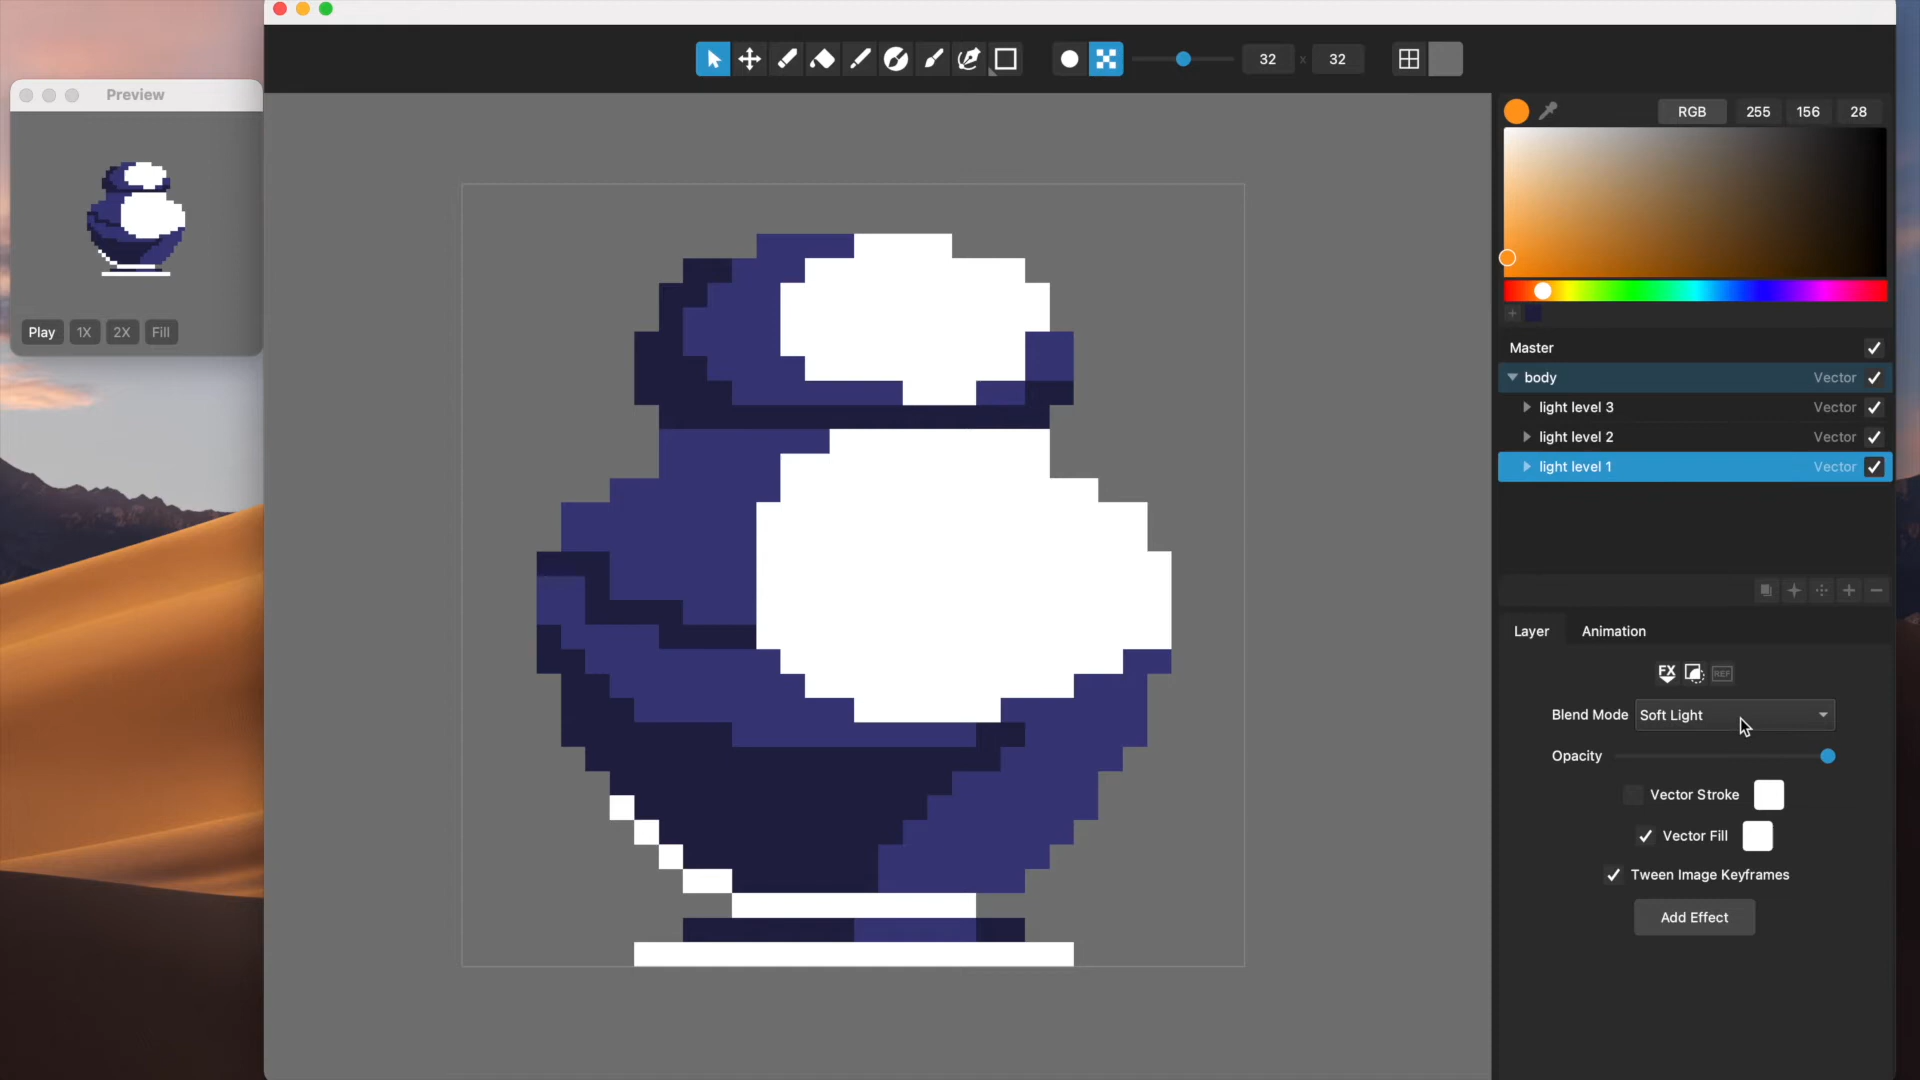 Preview
Play 1X 2X Fill
32 x 32
RGB 255 156 28
Master
body Vector
light level 3 Vector
light level 2 Vector
light level 1 Vector
Layer Animation
FX REF
Blend Mode Soft Light
Opacity
Vector Stroke
Vector Fill
Tween Image Keyframes
Add Effect